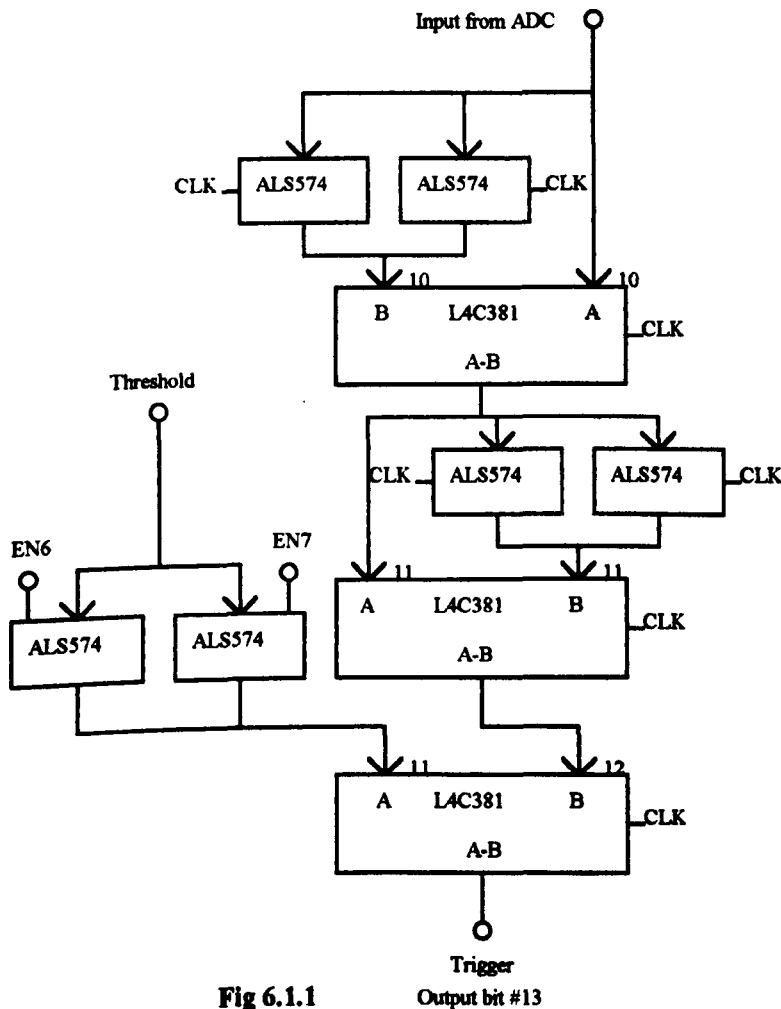 Input from ADC
CLK ALS574 ALS574 CLK
10 10
B L4C381 A
CLK
A-B
Threshold
CLK ALS574 ALS574 CLK
EN6 EN7
11 11
A L4C381 B
ALS574 ALS574 CLK
A-B
11 12
A L4C381 B
CLK
A-B
Trigger
Fig 6.1.1 Output bit #13